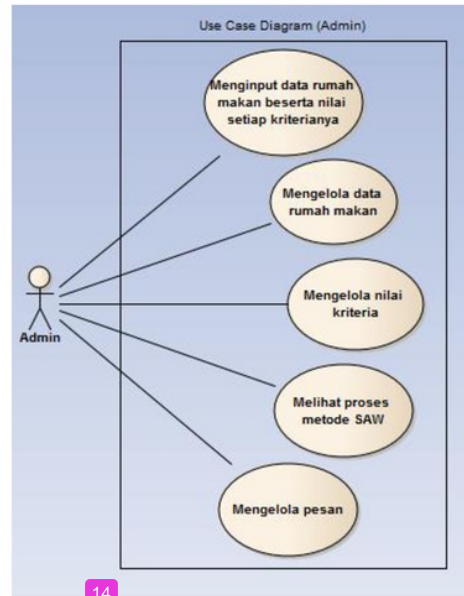 Use Case Diagram (Admin)
Menginput data rumah
makan beserta nilai
setiap kriterianya
Mengelola data
rumah makan
Mengelola nilai
kriteria
Admin
Melihat proses
metode SAW
Mengelola pesan
14